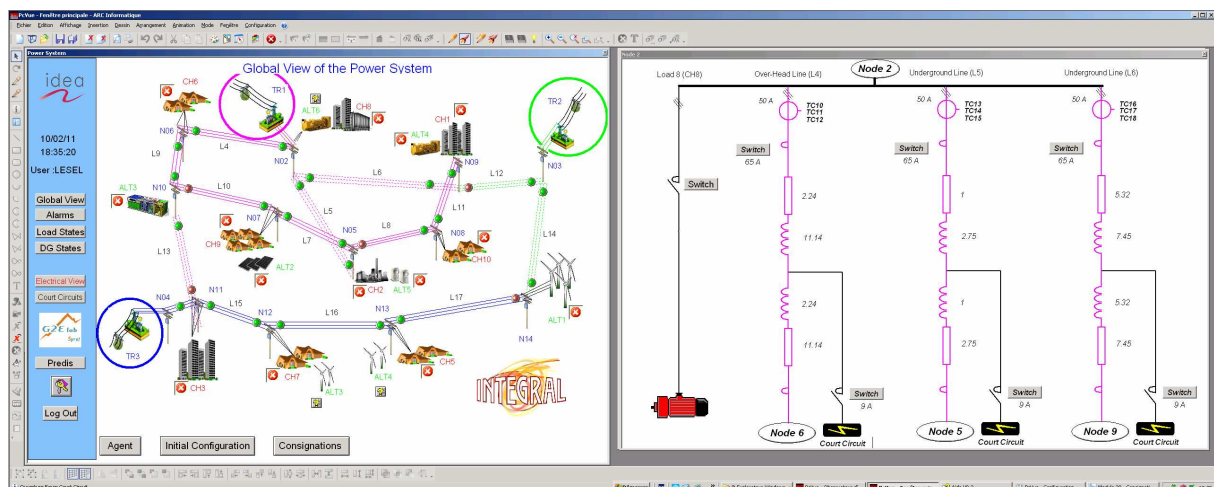 PcVue - Fenêtre principale - ARC Informatique
Fichier Edition Affichage Insertion Dessin Arrangement Animation Mode Fenêtre Configuration
Power System
idea
10/02/11
18:35:20
User :LESEL
Global View
Alarms
Load States
DG States
Electrical View
Court Circuits
G2Elab
Syrel
Predis
Log Out
Global View of the Power System
CH6
TR1
ALT6
CH8
CH1
ALT4
TR2
N06
L4
N02
N09
N03
L9
L6
L12
ALT3
N10
L10
L5
L11
N07
CH9
L7
N05
L8
N08
CH10
L14
L13
ALT2
CH2
ALT5
N04
N11
L15
N12
L16
N13
L17
ALT1
N14
TR3
CH3
CH7
ALT3
ALT4
CH5
INTEGRAL
Agent
Initial Configuration
Consignations
Node 2
Load 8 (CH8)
Over-Head Line (L4)
Node 2
Underground Line (L5)
Underground Line (L6)
50 A
TC10
TC11
TC12
50 A
TC13
TC14
TC15
50 A
TC16
TC17
TC18
Switch
65 A
Switch
65 A
Switch
65 A
Switch
2.24
1
5.32
11.14
2.75
7.45
2.24
1
5.32
11.14
2.75
7.45
Switch
9 A
Switch
9 A
Switch
9 A
Node 6
Court Circuit
Node 5
Court Circuit
Node 9
Court Circuit